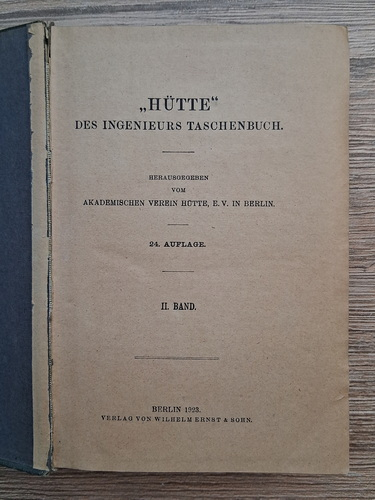 „HÜTTE“
DES INGENIEURS TASCHENBUCH.
HERAUSGEGEBEN
VOM
AKADEMISCHEN VEREIN HÜTTE, E. V. IN BERLIN.
24. AUFLAGE.
II. BAND.
BERLIN 1923.
VERLAG VON WILHELM ERNST & SOHN.